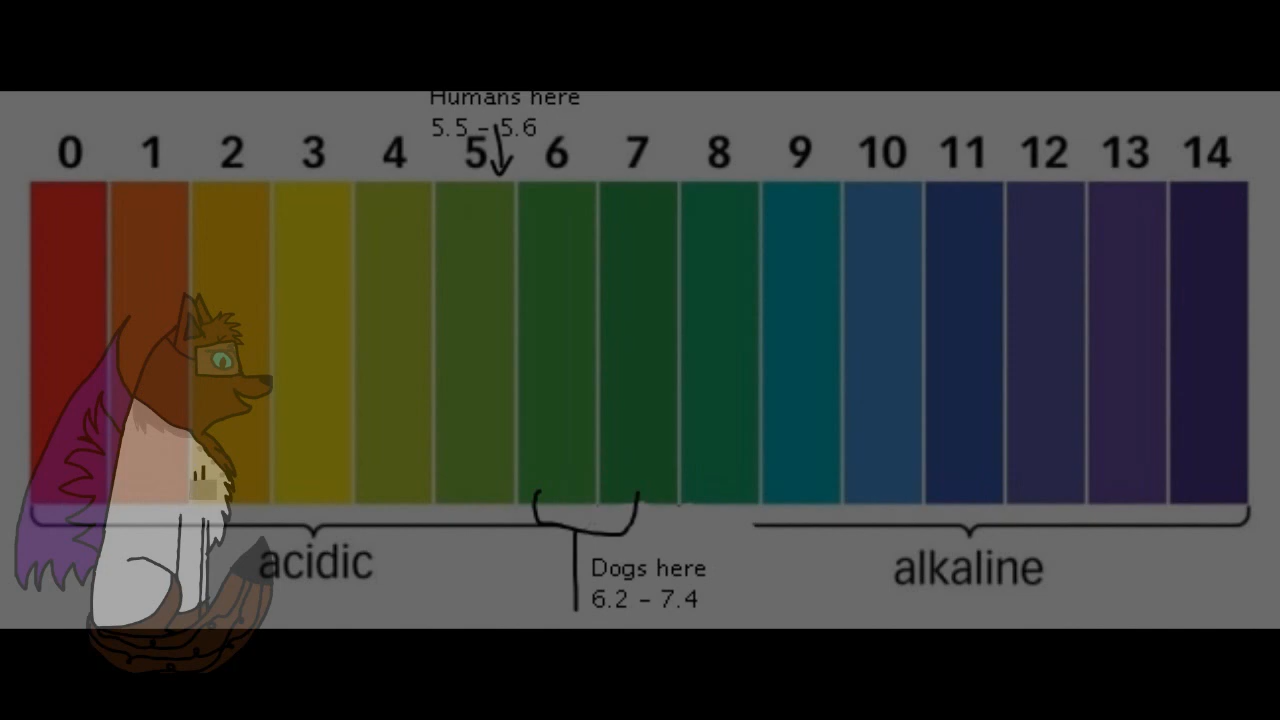 Humans here
5.5 - 5.6
0 1 2 3 4 5 6 7 8 9 10 11 12 13 14
acidic
alkaline
Dogs here
6.2 - 7.4